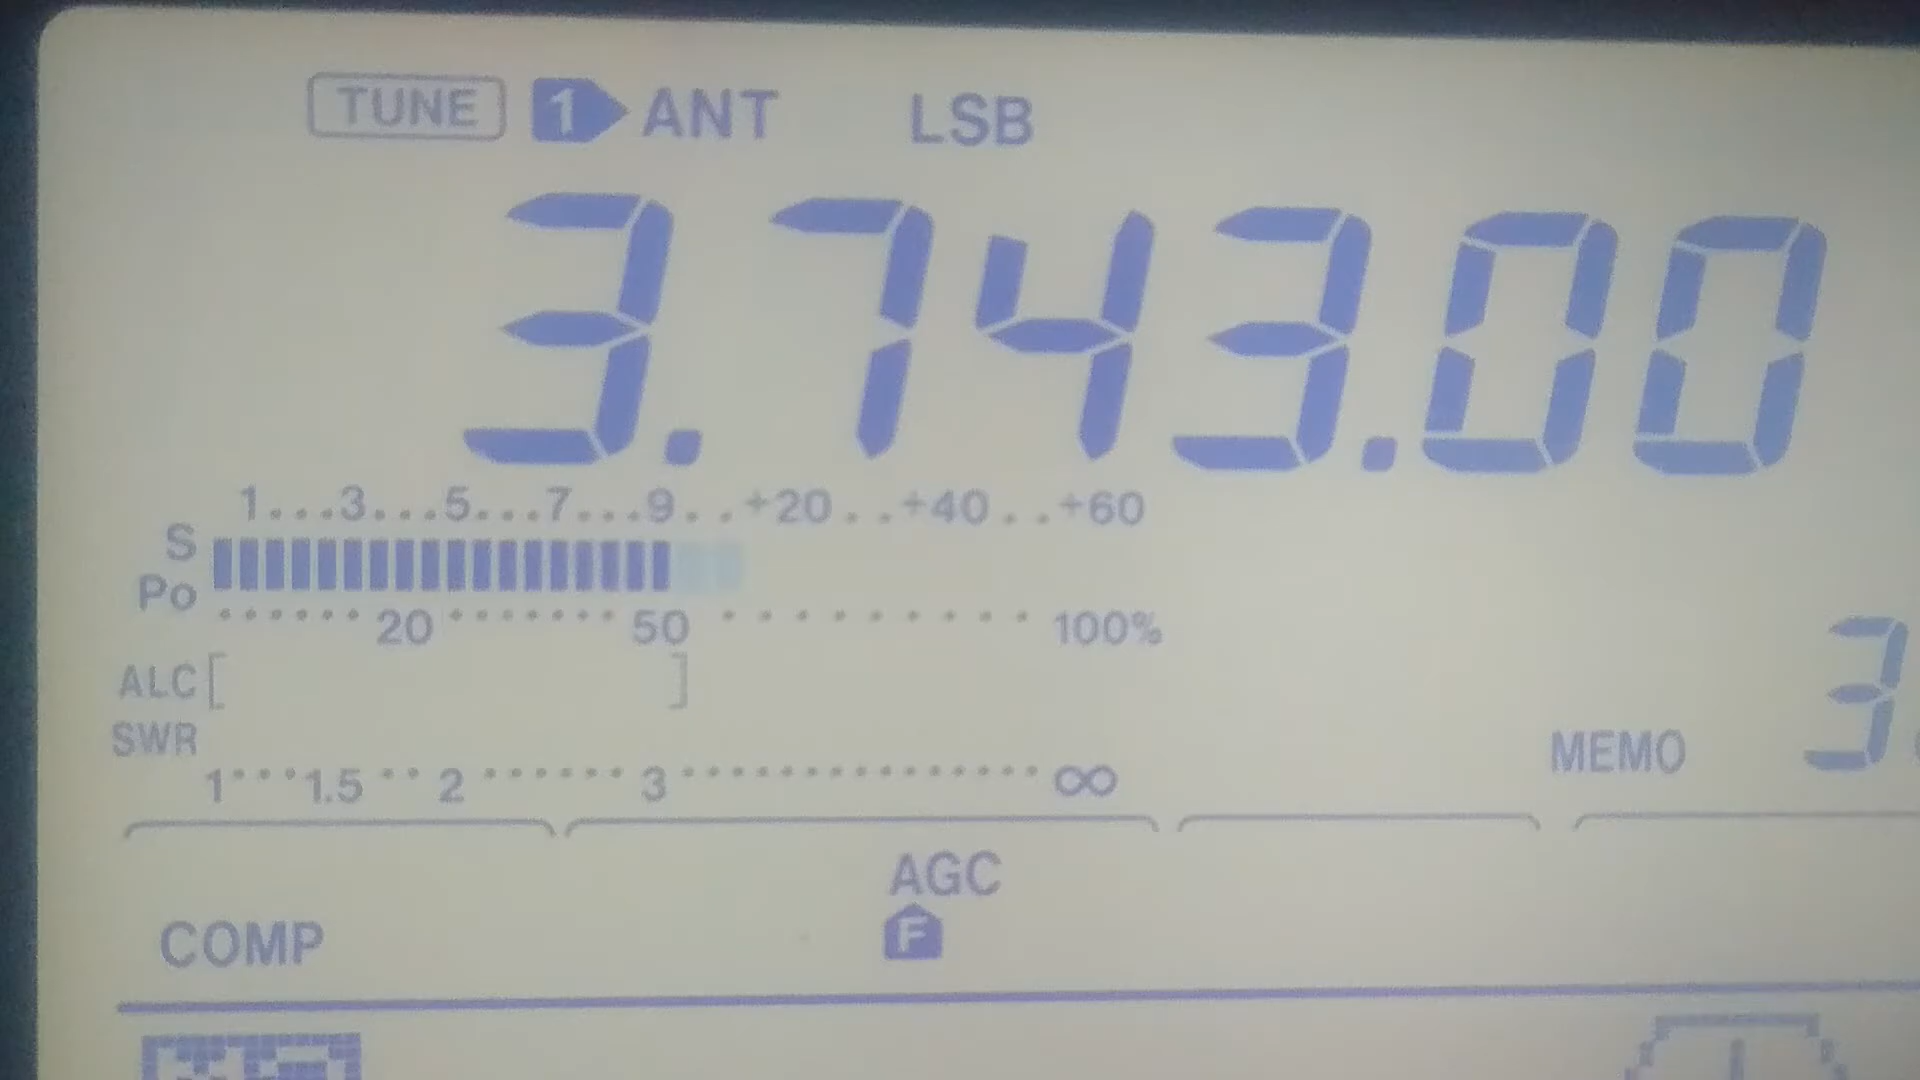 TUNE 1 ANT LSB
3.743.00
1...3...5...7...9..+20..+40..+60
S
Po
20 50 100%
ALC [ ]
SWR
MEMO 3.
1 1.5 2 3 ∞
AGC
F
COMP